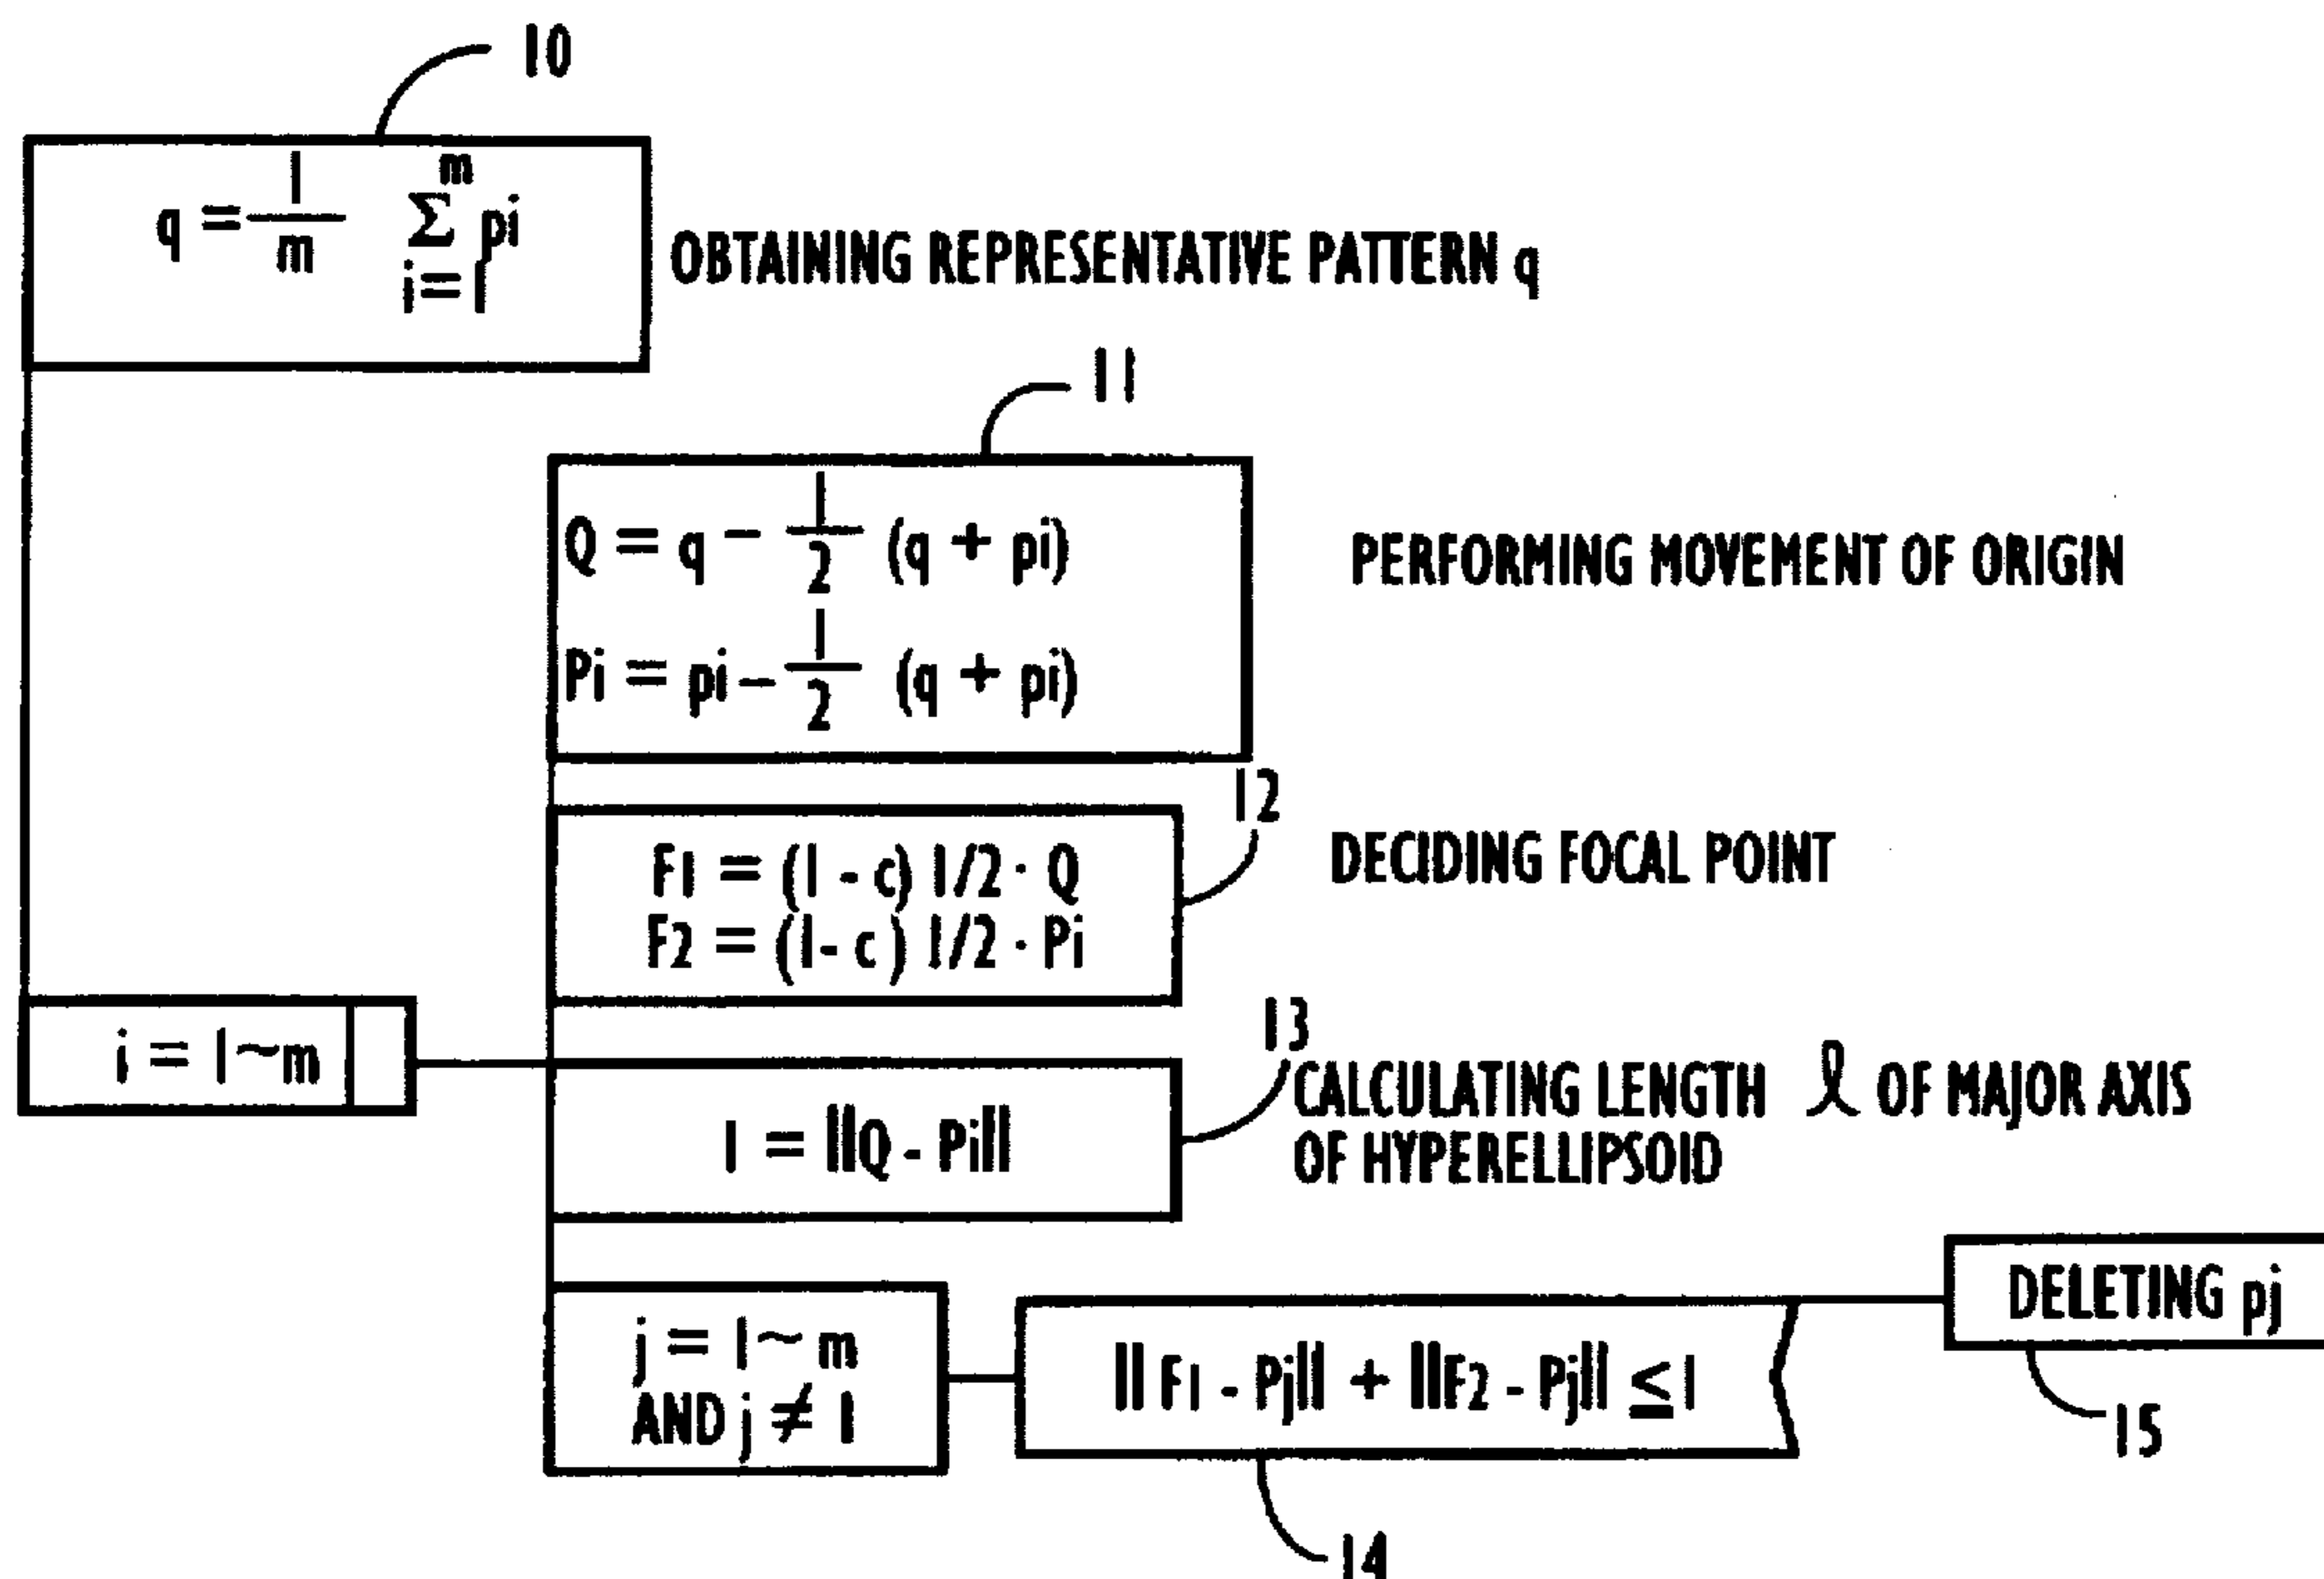 10
q = 1/m Σ pi
m
i = 1
OBTAINING REPRESENTATIVE PATTERN q
11
Q = q - 1/2 (q + pi)
PERFORMING MOVEMENT OF ORIGIN
Pi = pi - 1/2 (q + pi)
12
F1 = (1 - c) 1/2 · Q
F2 = (1 - c) 1/2 · Pi
DECIDING FOCAL POINT
13
i = 1~m
CALCULATING LENGTH ℓ OF MAJOR AXIS
OF HYPERELLIPSOID
l = ||Q - Pi||
DELETING pj
15
j = 1~m
AND j ≠ 1
|| F1 - Pj|| + ||F2 - Pj|| ≤ l
14